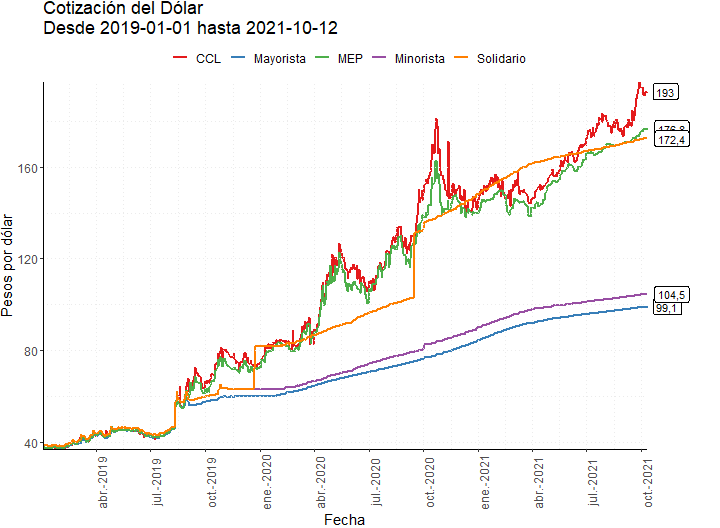 Cotización del Dólar
Desde 2019-01-01 hasta 2021-10-12
CCL Mayorista MEP Minorista Solidario
193
176,8
172,4
160
120
104,5
99,1
80
40
Pesos por dólar
abr.-2019 jul.-2019 oct.-2019 ene.-2020 abr.-2020 jul.-2020 oct.-2020 ene.-2021 abr.-2021 jul.-2021 oct.-2021
Fecha